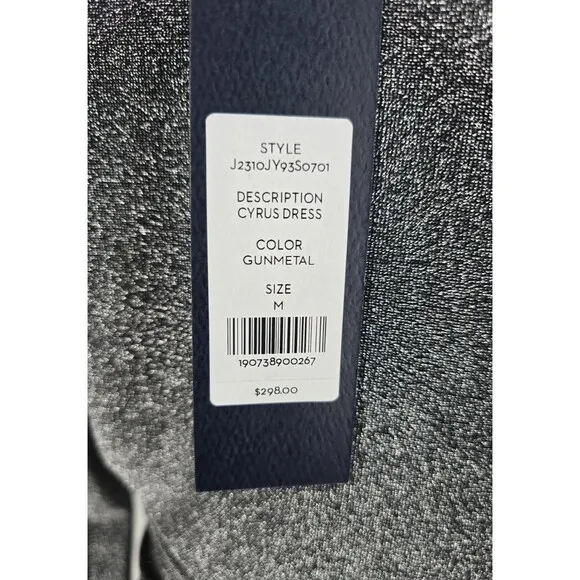 STYLE
J2310JY93S0701
DESCRIPTION
CYRUS DRESS
COLOR
GUNMETAL
SIZE
M
190738900267
$298.00